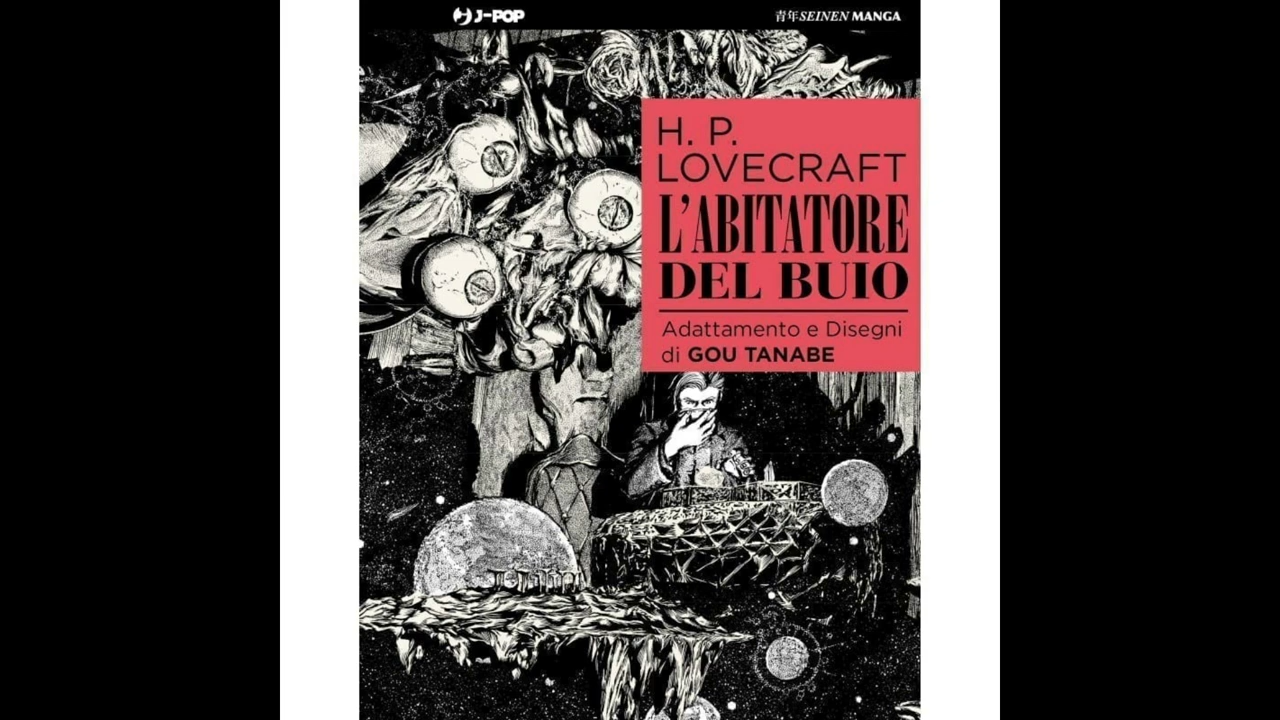 J-POP
青年SEINEN MANGA
H. P.
LOVECRAFT
L'ABITATORE
DEL BUIO
Adattamento e Disegni
di GOU TANABE